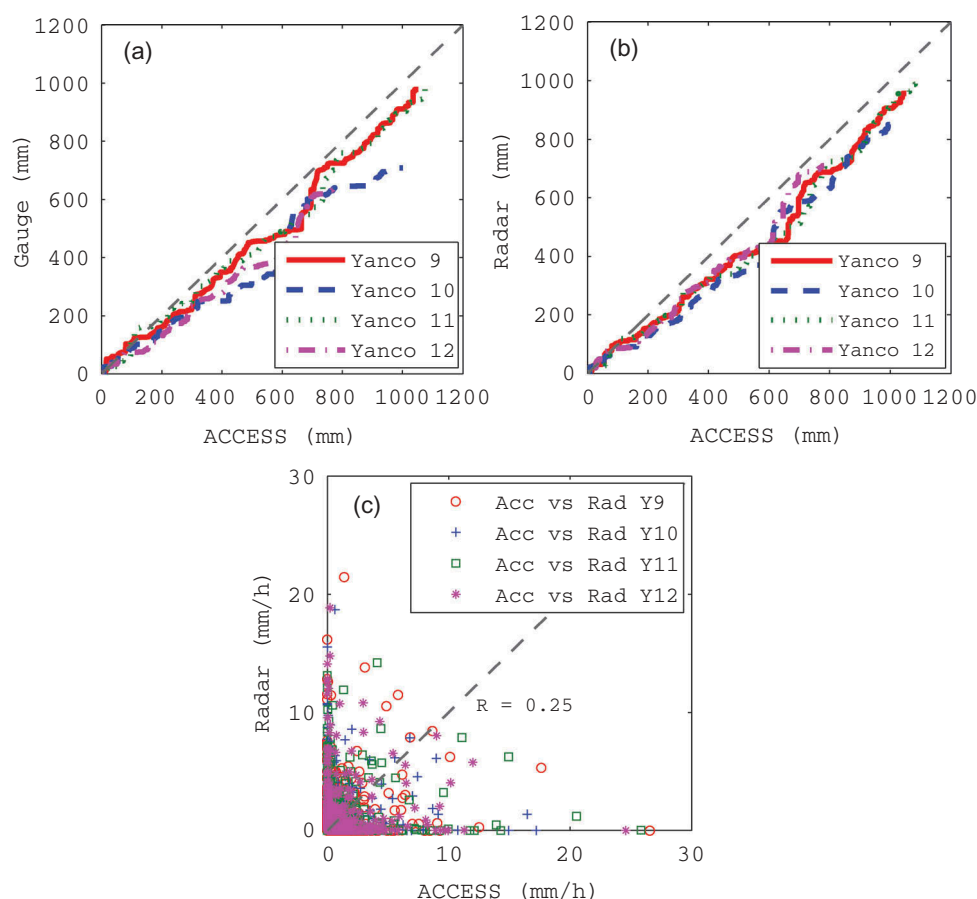 (a)
1200
1000
800
600
400
200
0
Gauge (mm)
Yanco 9
Yanco 10
Yanco 11
Yanco 12
0 200 400 600 800 1000 1200
ACCESS (mm)
(b)
1200
1000
800
600
400
200
0
Radar (mm)
Yanco 9
Yanco 10
Yanco 11
Yanco 12
0 200 400 600 800 1000 1200
ACCESS (mm)
(c)
30
20
10
0
Radar (mm/h)
Acc vs Rad Y9
Acc vs Rad Y10
Acc vs Rad Y11
Acc vs Rad Y12
R = 0.25
0 10 20 30
ACCESS (mm/h)